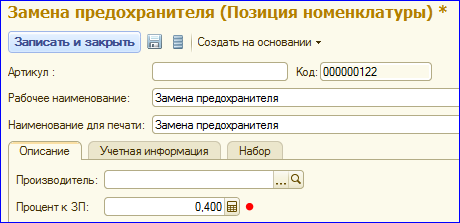 Замена предохранителя (Позиция номенклатуры) *
Записать и закрыть Создать на основании
Артикул : Код: 000000122
Рабочее наименование: Замена предохранителя
Наименование для печати: Замена предохранителя
Описание Учетная информация Набор
Производитель: ...
Процент к ЗП: 0,400